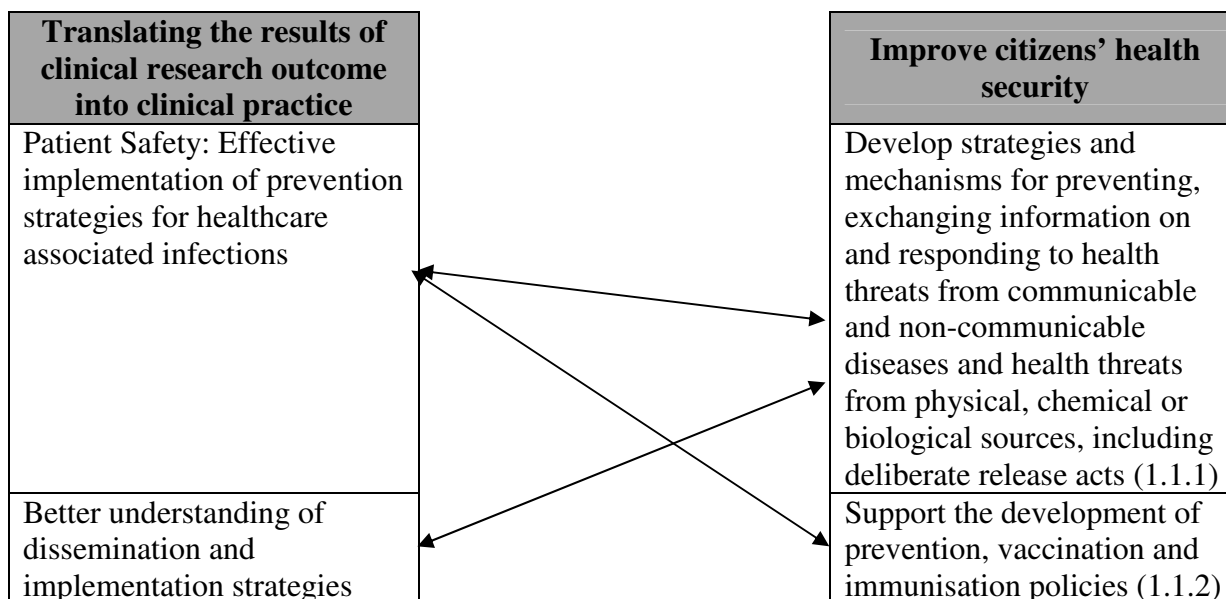 Translating the results of
clinical research outcome
into clinical practice
Patient Safety: Effective
implementation of prevention
strategies for healthcare
associated infections
Better understanding of
dissemination and
implementation strategies
Improve citizens’ health
security
Develop strategies and
mechanisms for preventing,
exchanging information on
and responding to health
threats from communicable
and non-communicable
diseases and health threats
from physical, chemical or
biological sources, including
deliberate release acts (1.1.1)
Support the development of
prevention, vaccination and
immunisation policies (1.1.2)